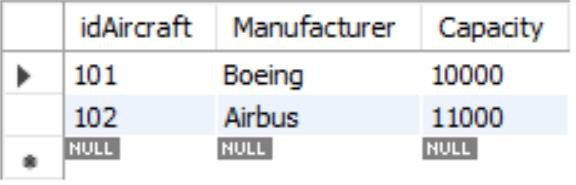 idAircraft Manufacturer Capacity
101 Boeing 10000
102 Airbus 11000
NULL NULL NULL